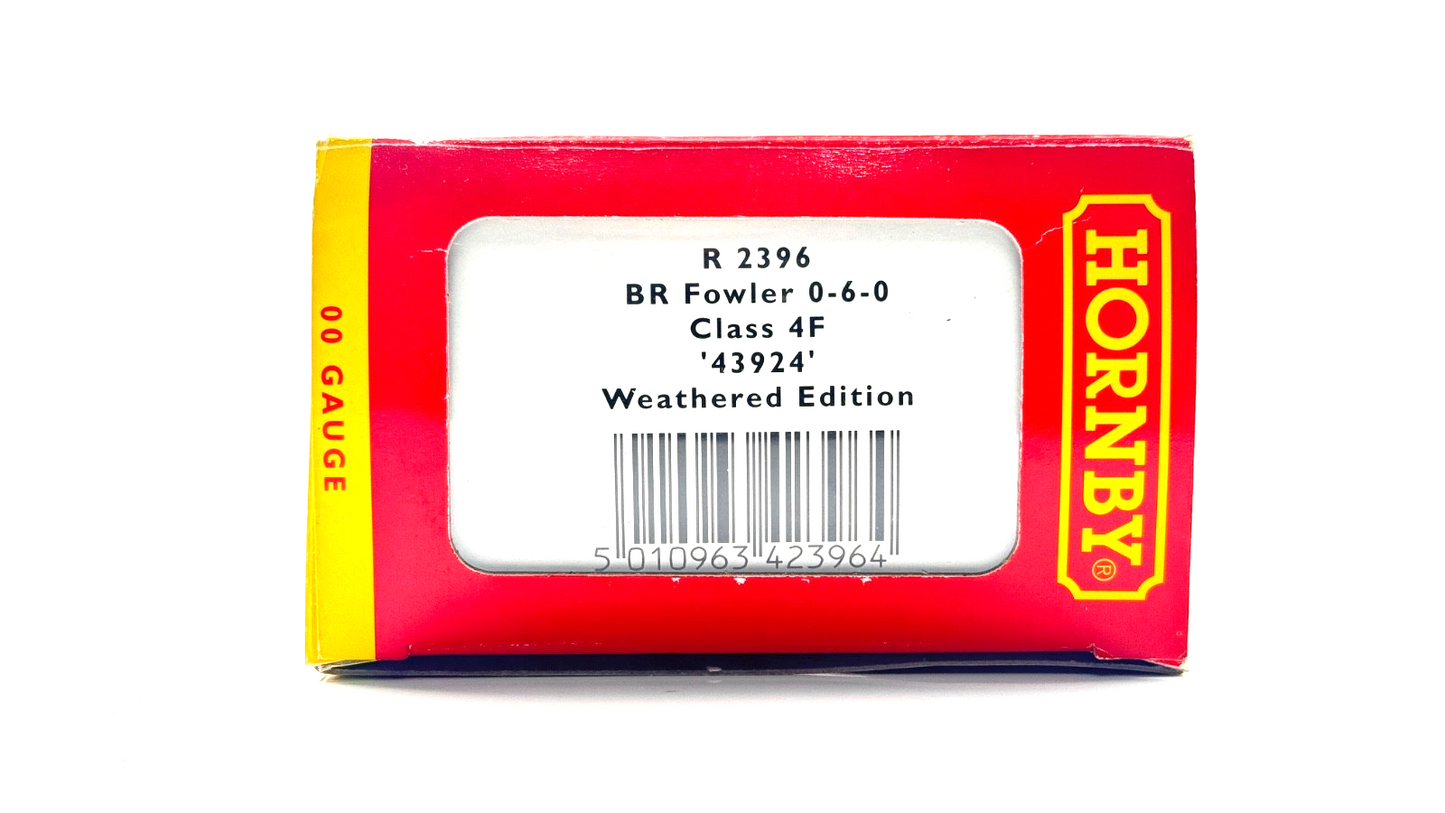 00 GAUGE
R 2396
BR Fowler 0-6-0
Class 4F
'43924'
Weathered Edition
5 010963 423964
HORNBY®